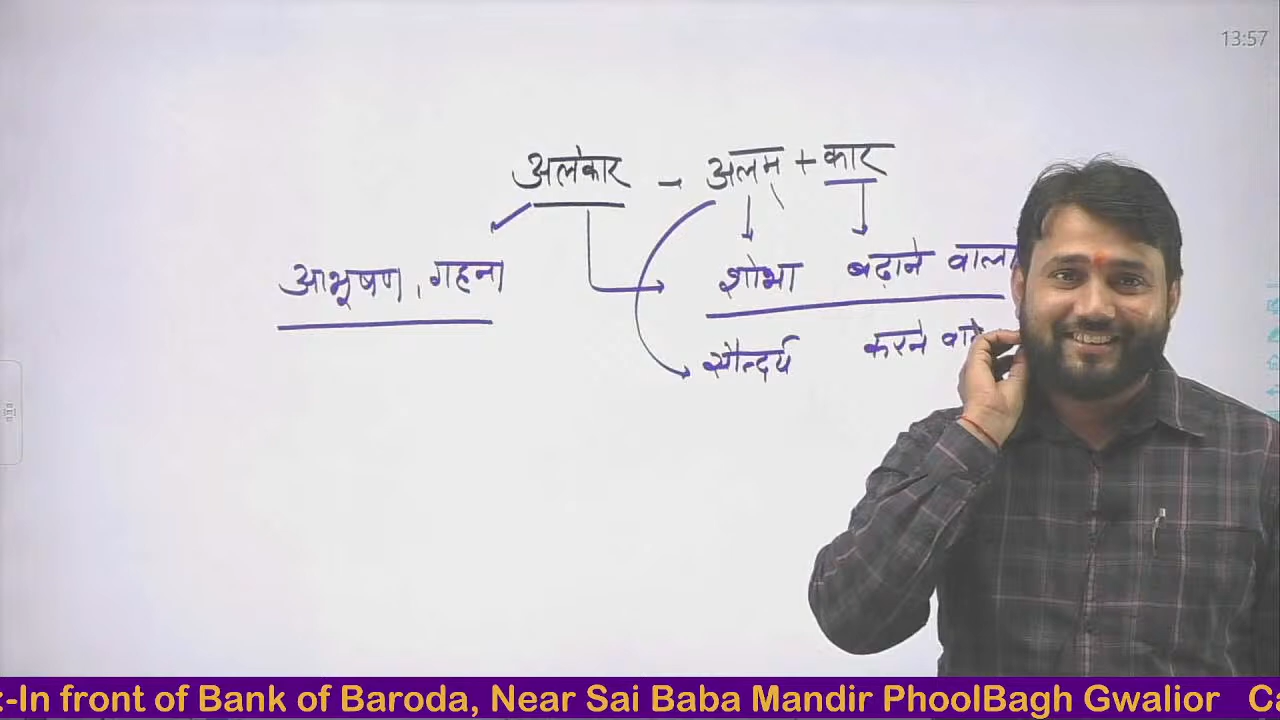 13:57
अलंकार - अलम् + कार
आभूषण, गहना
शोभा बढ़ाने वाला
सौन्दर्य करने
:-In front of Bank of Baroda, Near Sai Baba Mandir PhoolBagh Gwalior Ca